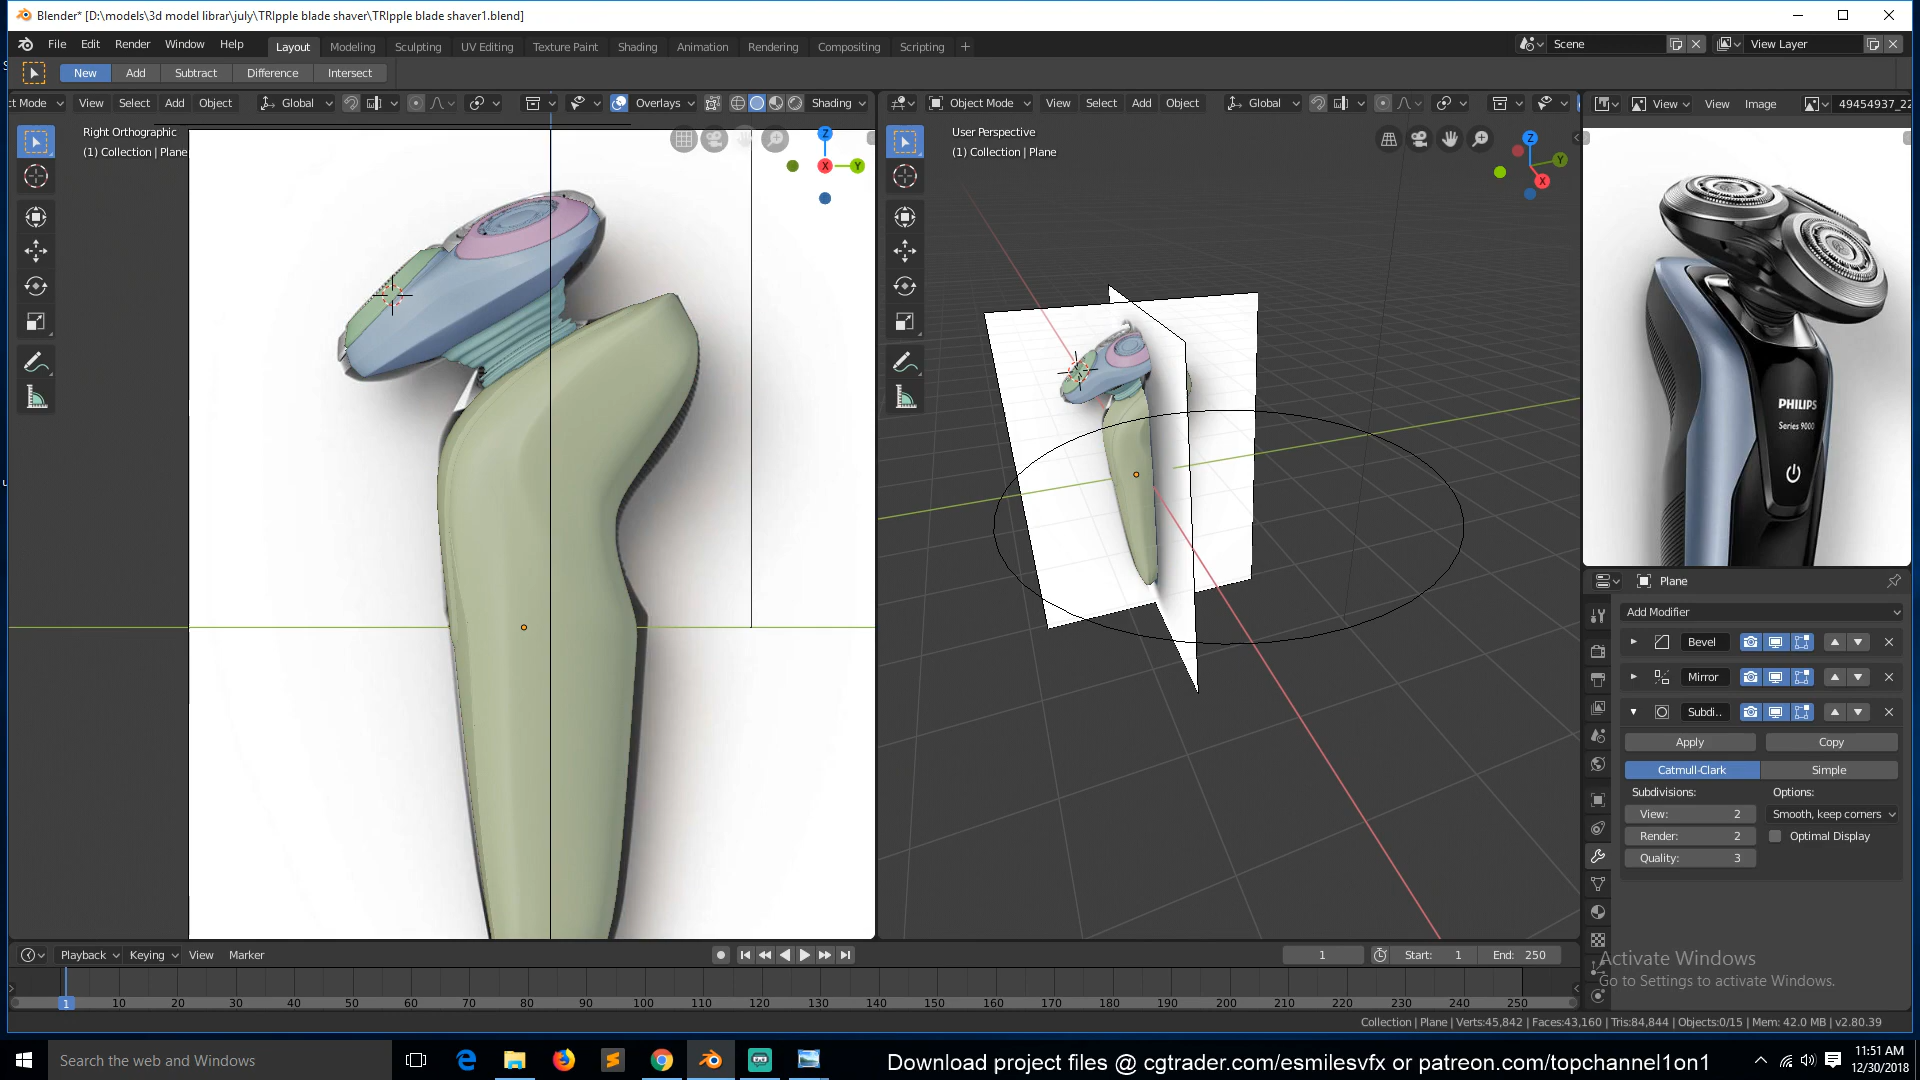 Blender* [D:\models\3d model librar\july\TRIpple blade shaver\TRIpple blade shaver1.blend]
File Edit Render Window Help Layout Modeling Sculpting UV Editing Texture Paint Shading Animation Rendering Compositing Scripting + Scene View Layer
New Add Subtract Difference Intersect
ct Mode View Select Add Object Global Overlays Shading Object Mode View Select Add Object Global View View Image 49454937_22
Right Orthographic
(1) Collection | Plane
User Perspective
(1) Collection | Plane
Z
X
Y
Z
Y
X
PHILIPS
Series 9000
Plane
Add Modifier
Bevel
Mirror
Subdi..
Apply Copy
Catmull-Clark Simple
Subdivisions: Options:
View: 2 Smooth, keep corners
Render: 2 Optimal Display
Quality: 3
Playback Keying View Marker 1 Start: 1 End: 250
1 10 20 30 40 50 60 70 80 90 100 110 120 130 140 150 160 170 180 190 200 210 220 230 240 250
Activate Windows
Go to Settings to activate Windows.
Collection | Plane | Verts:45,842 | Faces:43,160 | Tris:84,844 | Objects:0/15 | Mem: 42.0 MB | v2.80.39
Search the web and Windows
Download project files @ cgtrader.com/esmilesvfx or patreon.com/topchannel1on1
11:51 AM
12/30/2018